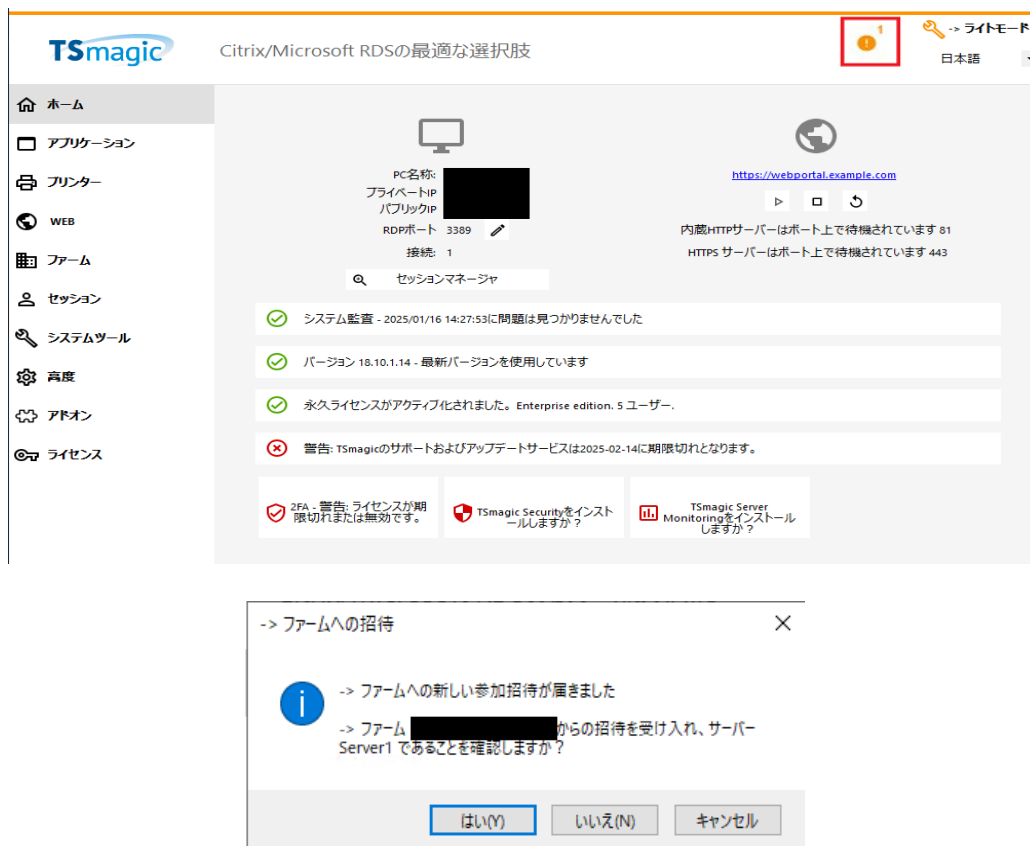 TSmagic
Citrix/Microsoft RDSの最適な選択肢
1
-> ライトモード
日本語
ホーム
アプリケーション
プリンター
WEB
ファーム
セッション
システムツール
高度
アドオン
ライセンス
PC名称:
プライベートIP
パブリックIP
RDPポート 3389
接続: 1
セッションマネージャ
https://webportal.example.com
内蔵HTTPサーバーはポート上で待機されています 81
HTTPS サーバーはポート上で待機されています 443
システム監査 - 2025/01/16 14:27:53に問題は見つかりませんでした
バージョン 18.10.1.14 - 最新バージョンを使用しています
永久ライセンスがアクティブ化されました。Enterprise edition. 5 ユーザー.
警告: TSmagicのサポートおよびアップデートサービスは2025-02-14に期限切れとなります。
2FA - 警告: ライセンスが期
限切れまたは無効です。
TSmagic Securityをインスト
ールしますか？
TSmagic Server
Monitoringをインストール
しますか？
-> ファームへの招待
-> ファームへの新しい参加招待が届きました
-> ファーム からの招待を受け入れ、サーバー
Server1 であることを確認しますか？
はい(Y)
いいえ(N)
キャンセル